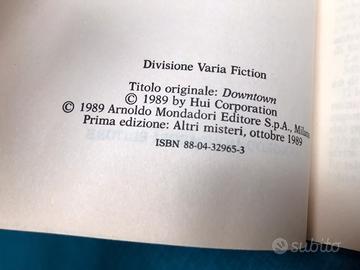 Divisione Varia Fiction
Titolo originale: Downtown
© 1989 by Hui Corporation
© 1989 Arnoldo Mondadori Editore S.p.A., Milano
Prima edizione: Altri misteri, ottobre 1989
ISBN 88-04-32965-3
subito